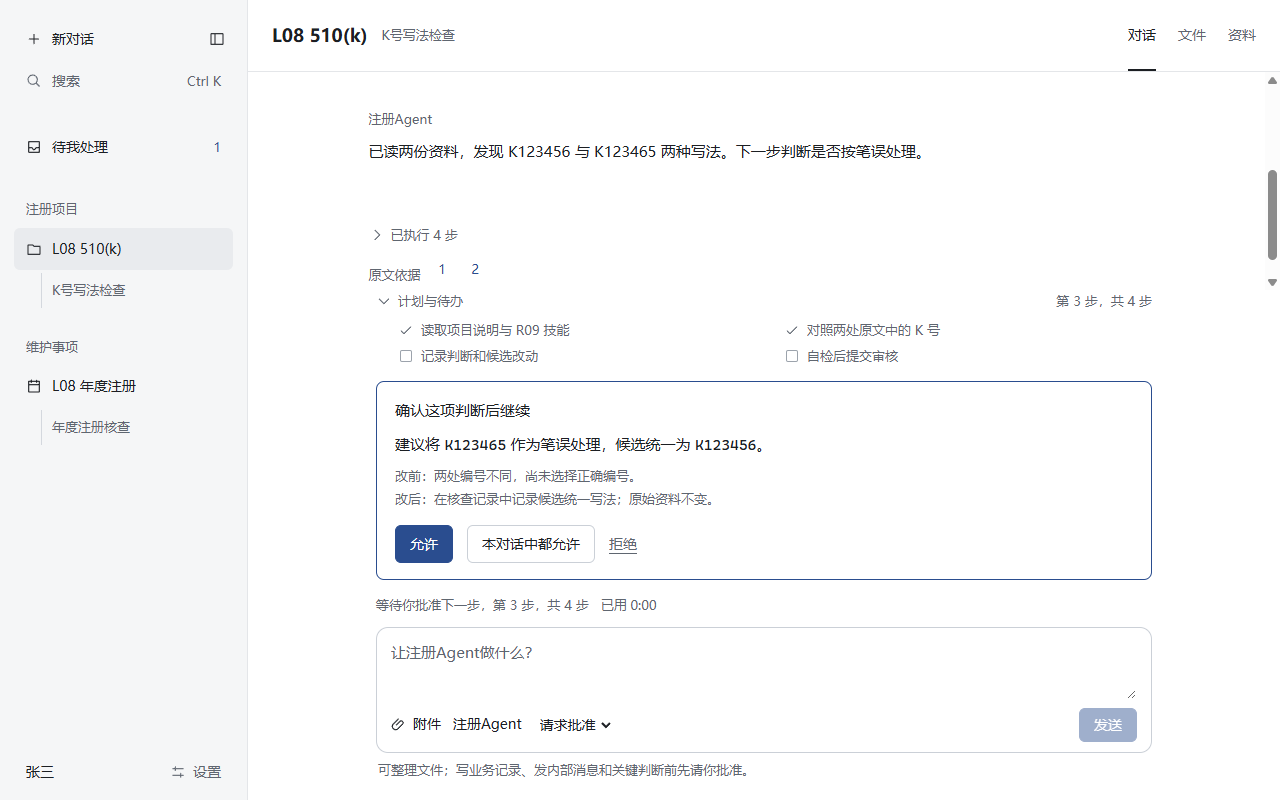 新对话
搜索 Ctrl K
待我处理 1
注册项目
L08 510(k)
K号写法检查
维护事项
L08 年度注册
年度注册核查
张三 设置
L08 510(k) K号写法检查 对话 文件 资料
注册Agent
已读两份资料，发现 K123456 与 K123465 两种写法。下一步判断是否按笔误处理。
已执行 4 步
原文依据 1 2
计划与待办 第 3 步，共 4 步
读取项目说明与 R09 技能 对照两处原文中的 K 号
记录判断和候选改动 自检后提交审核
确认这项判断后继续
建议将 K123465 作为笔误处理，候选统一为 K123456。
改前：两处编号不同，尚未选择正确编号。
改后：在核查记录中记录候选统一写法；原始资料不变。
允许 本对话中都允许 拒绝
等待你批准下一步，第 3 步，共 4 步 已用 0:00
让注册Agent做什么？
附件 注册Agent 请求批准 发送
可整理文件；写业务记录、发内部消息和关键判断前先请你批准。